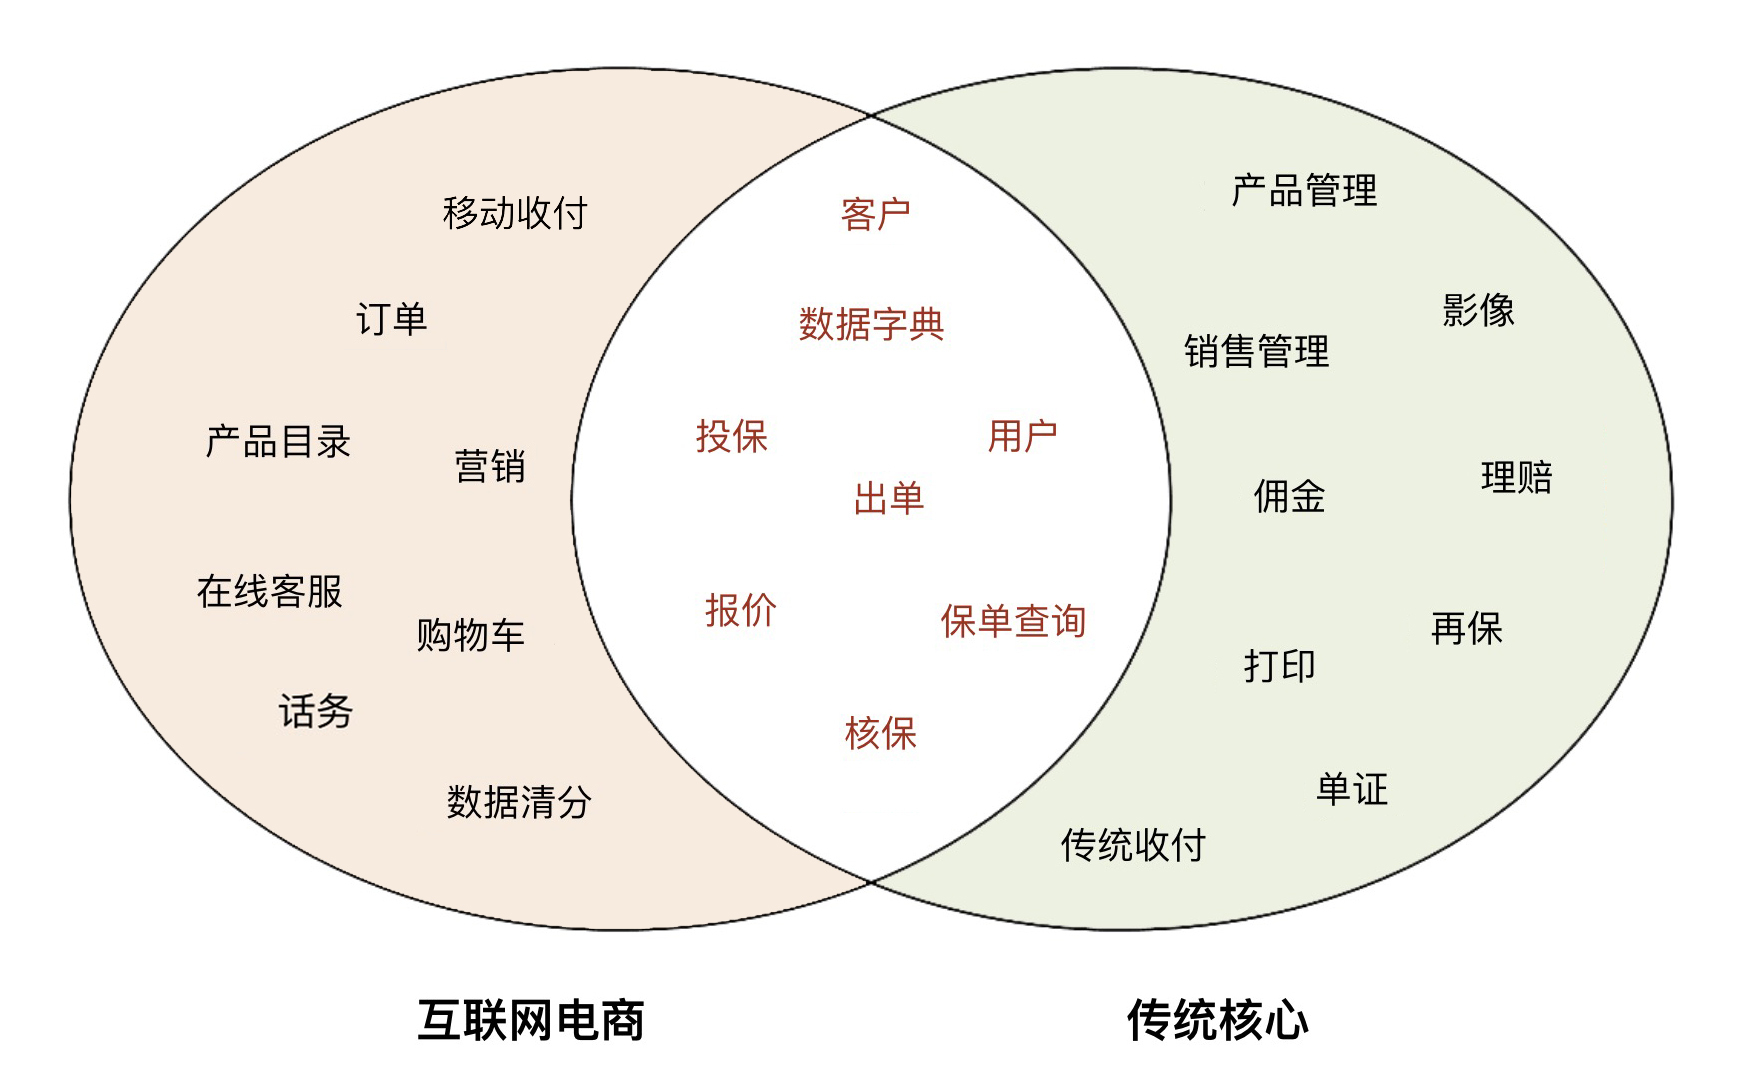 移动收付
订单
产品目录
营销
在线客服
购物车
话务
数据清分
客户
数据字典
投保
用户
出单
报价
保单查询
核保
产品管理
影像
销售管理
理赔
佣金
再保
打印
单证
传统收付
互联网电商
传统核心